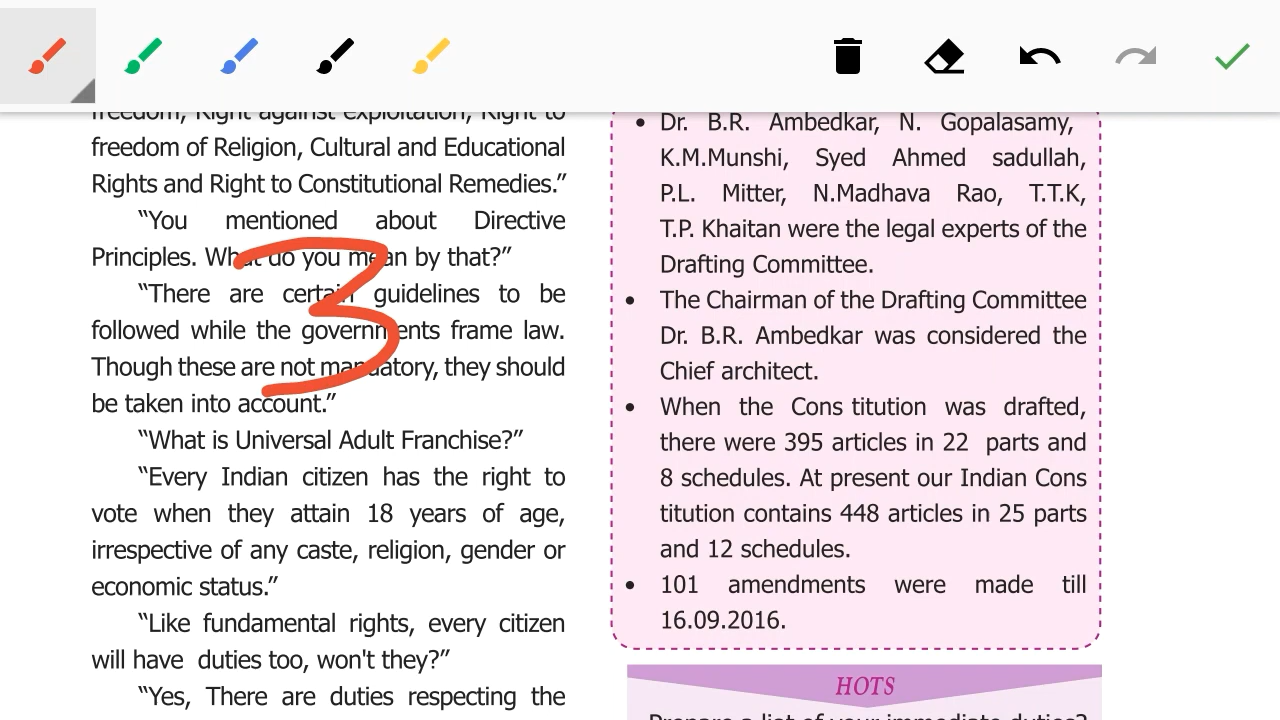 freedom, Right against exploitation, Right to
freedom of Religion, Cultural and Educational
Rights and Right to Constitutional Remedies.”
“You mentioned about Directive
Principles. What do you mean by that?”
“There are certain guidelines to be
followed while the governments frame law.
Though these are not mandatory, they should
be taken into account.”
“What is Universal Adult Franchise?”
“Every Indian citizen has the right to
vote when they attain 18 years of age,
irrespective of any caste, religion, gender or
economic status.”
“Like fundamental rights, every citizen
will have duties too, won't they?”
“Yes, There are duties respecting the
3
• Dr. B.R. Ambedkar, N. Gopalasamy,
K.M.Munshi, Syed Ahmed sadullah,
P.L. Mitter, N.Madhava Rao, T.T.K,
T.P. Khaitan were the legal experts of the
Drafting Committee.
• The Chairman of the Drafting Committee
Dr. B.R. Ambedkar was considered the
Chief architect.
• When the Cons titution was drafted,
there were 395 articles in 22 parts and
8 schedules. At present our Indian Cons
titution contains 448 articles in 25 parts
and 12 schedules.
• 101 amendments were made till
16.09.2016.
HOTS
Prepare a list of your immediate duties?